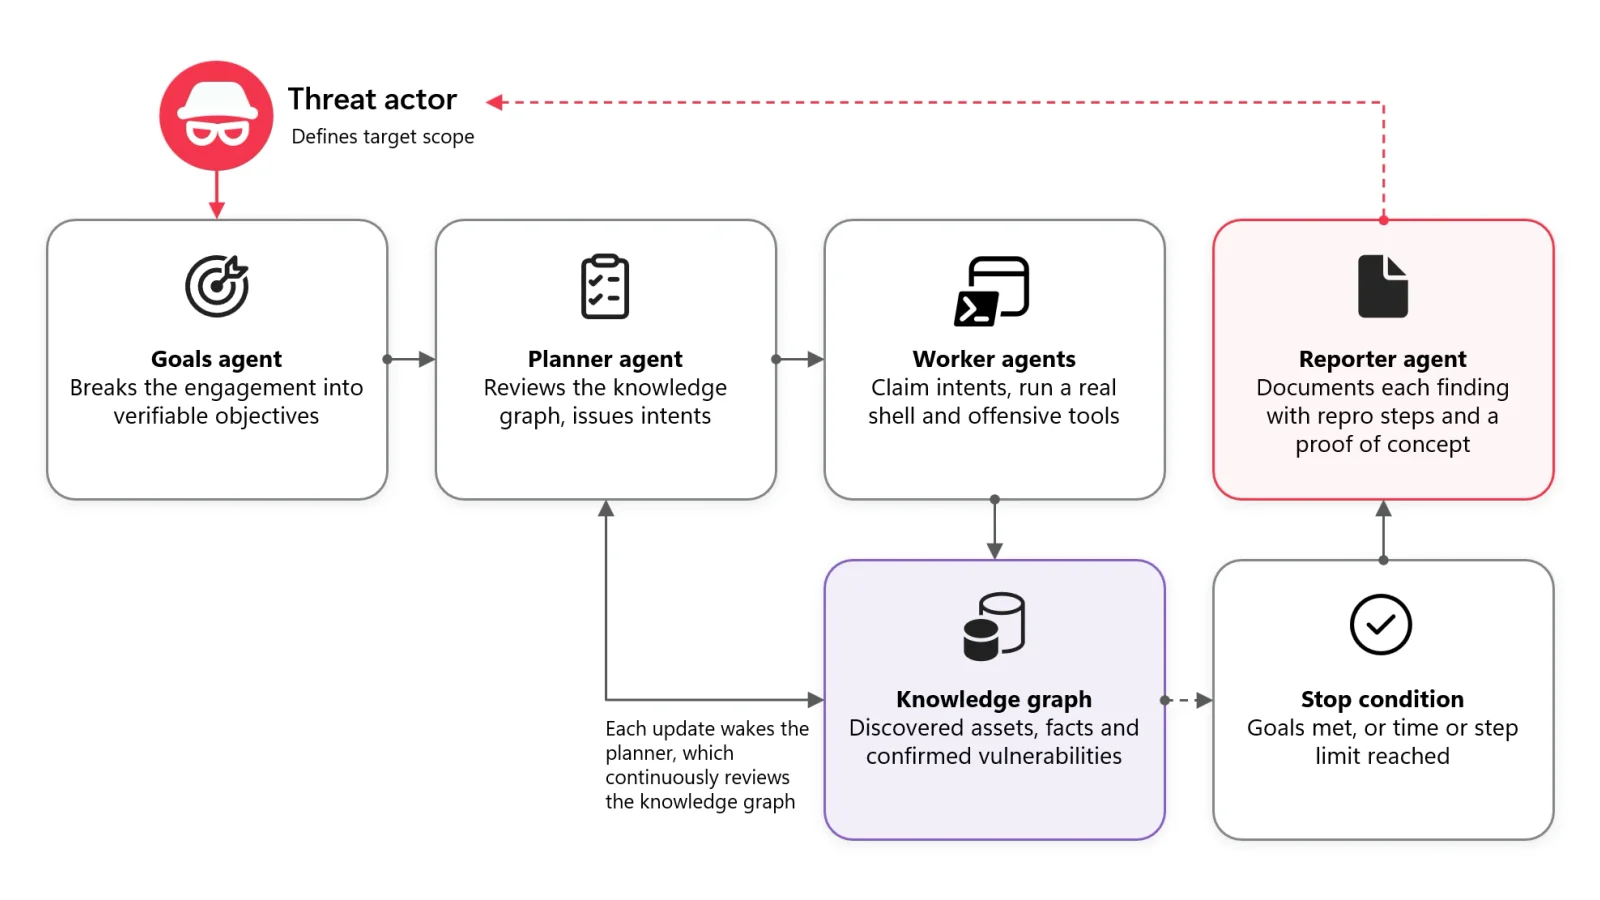 Threat actor
Defines target scope
Goals agent
Breaks the engagement into
verifiable objectives
Planner agent
Reviews the knowledge
graph, issues intents
Worker agents
Claim intents, run a real
shell and offensive tools
Reporter agent
Documents each finding
with repro steps and a
proof of concept
Each update wakes the
planner, which
continuously reviews
the knowledge graph
Knowledge graph
Discovered assets, facts and
confirmed vulnerabilities
Stop condition
Goals met, or time or step
limit reached